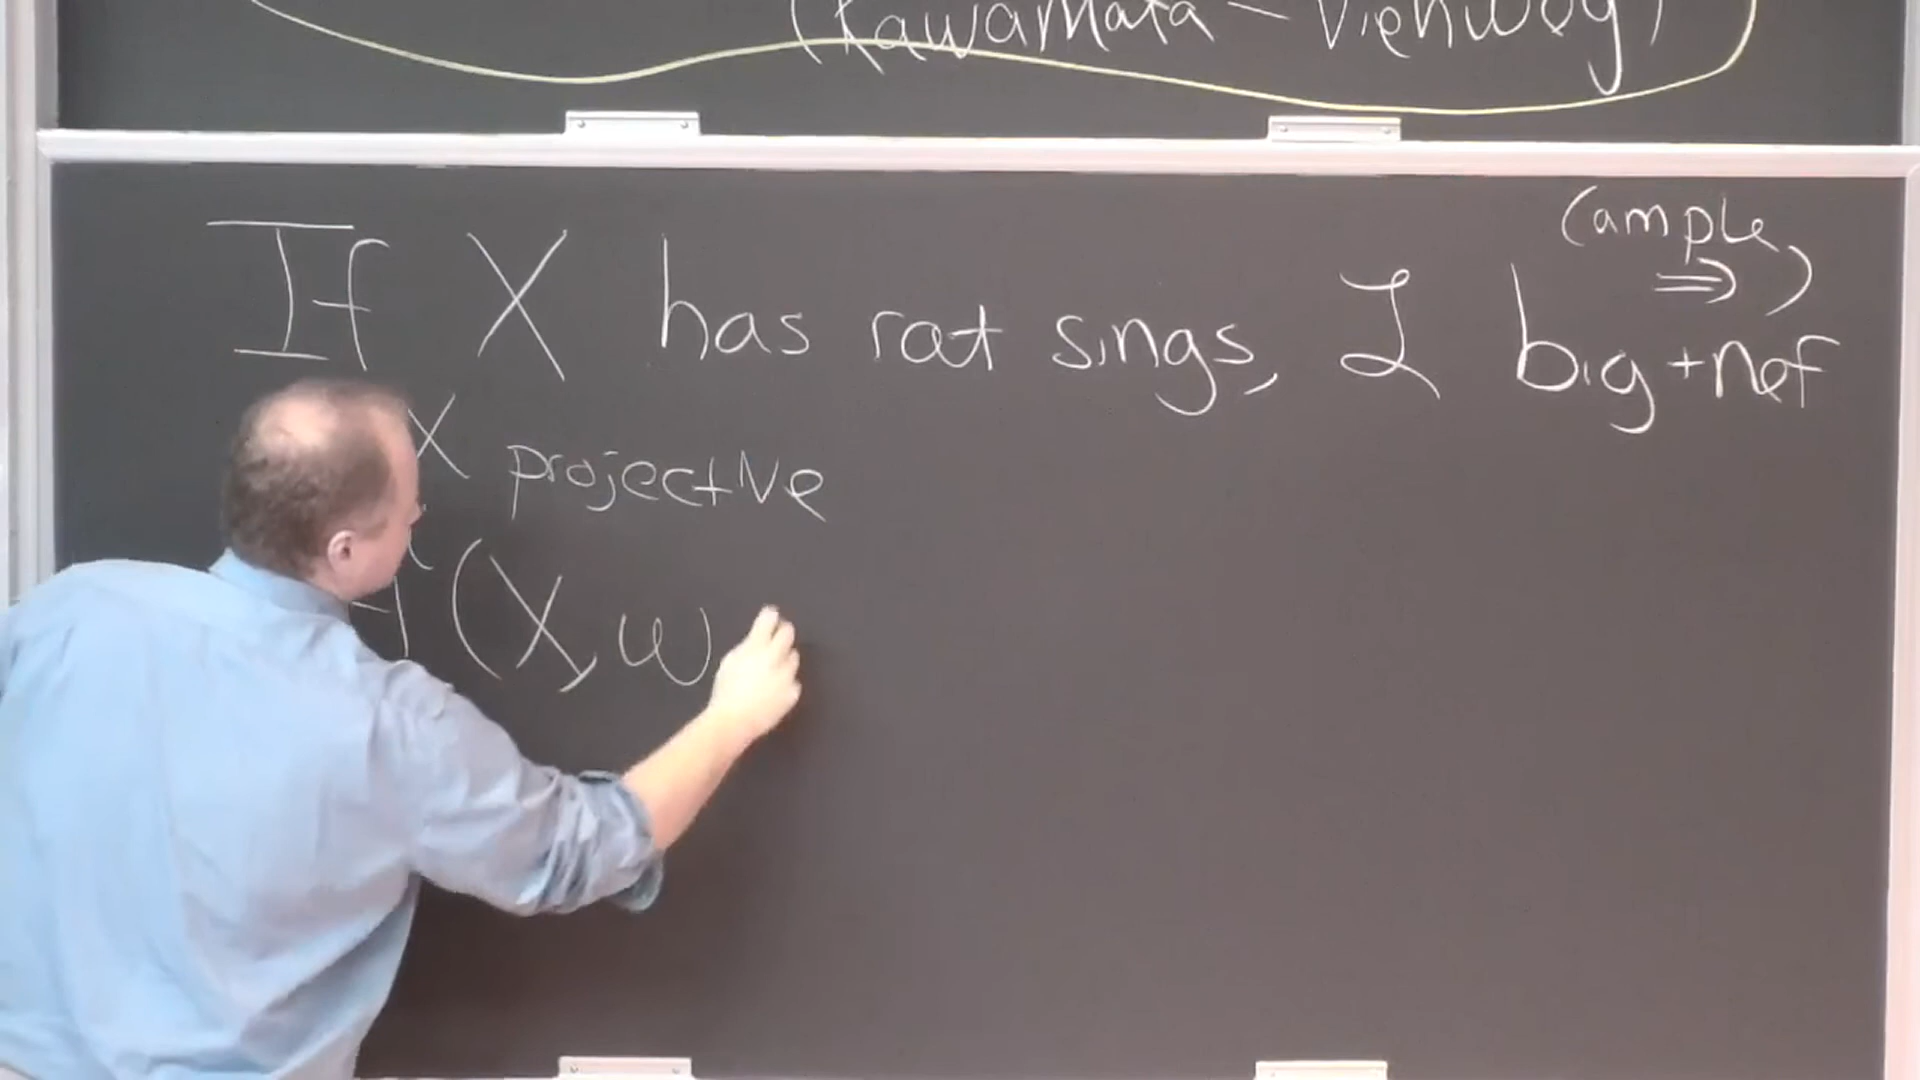 (Kawamata - Viehweg)
(ample
⇒)
If X has rat sings, L big + nef
X projective
H^i (X, ω